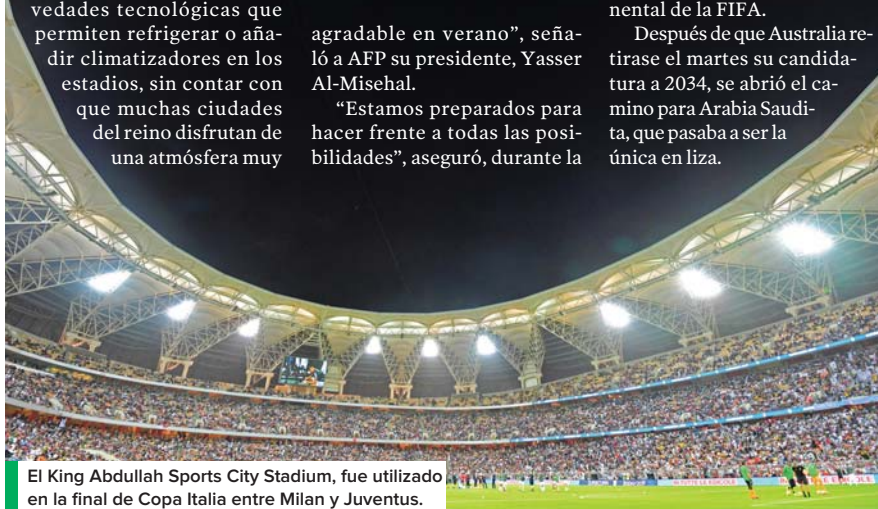 vedades tecnológicas que
permiten refrigerar o aña-
dir climatizadores en los
estadios, sin contar con
que muchas ciudades
del reino disfrutan de
una atmósfera muy
agradable en verano”, seña-
ló a AFP su presidente, Yasser
Al-Misehal.
“Estamos preparados para
hacer frente a todas las posi-
bilidades”, aseguró, durante la
nental de la FIFA.
Después de que Australia re-
tirase el martes su candida-
tura a 2034, se abrió el ca-
mino para Arabia Saudi-
ta, que pasaba a ser la
única en liza.
El King Abdullah Sports City Stadium, fue utilizado
en la final de Copa Italia entre Milan y Juventus.